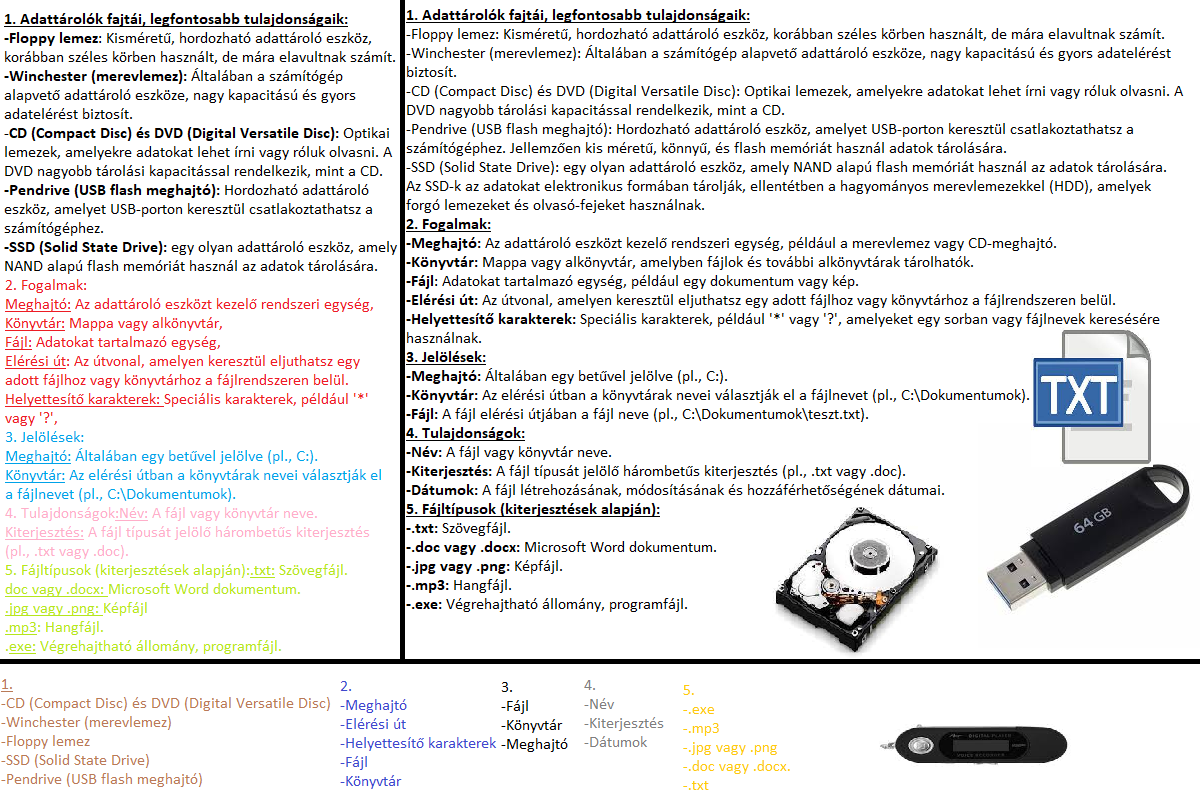 1. Adattárolók fajtái, legfontosabb tulajdonságaik:
-Floppy lemez: Kisméretű, hordozható adattároló eszköz,
korábban széles körben használt, de mára elavultnak számít.
-Winchester (merevlemez): Általában a számítógép
alapvető adattároló eszköze, nagy kapacitású és gyors
adatelérést biztosít.
-CD (Compact Disc) és DVD (Digital Versatile Disc): Optikai
lemezek, amelyekre adatokat lehet írni vagy róluk olvasni. A
DVD nagyobb tárolási kapacitással rendelkezik, mint a CD.
-Pendrive (USB flash meghajtó): Hordozható adattároló
eszköz, amelyet USB-porton keresztül csatlakoztathatsz a
számítógéphez.
-SSD (Solid State Drive): egy olyan adattároló eszköz, amely
NAND alapú flash memóriát használ az adatok tárolására.
2. Fogalmak:
Meghajtó: Az adattároló eszközt kezelő rendszeri egység,
Könyvtár: Mappa vagy alkönyvtár,
Fájl: Adatokat tartalmazó egység,
Elérési út: Az útvonal, amelyen keresztül eljuthatsz egy
adott fájlhoz vagy könyvtárhoz a fájlrendszeren belül.
Helyettesítő karakterek: Speciális karakterek, például '*'
vagy '?',
3. Jelölések:
Meghajtó: Általában egy betűvel jelölve (pl., C:).
Könyvtár: Az elérési útban a könyvtárak nevei választják el
a fájlnevet (pl., C:\Dokumentumok).
4. Tulajdonságok:Név: A fájl vagy könyvtár neve.
Kiterjesztés: A fájl típusát jelölő hárombetűs kiterjesztés
(pl., .txt vagy .doc).
5. Fájltípusok (kiterjesztések alapján):.txt: Szövegfájl.
doc vagy .docx: Microsoft Word dokumentum.
.jpg vagy .png: Képfájl
.mp3: Hangfájl.
.exe: Végrehajtható állomány, programfájl.
1. Adattárolók fajtái, legfontosabb tulajdonságaik:
-Floppy lemez: Kisméretű, hordozható adattároló eszköz, korábban széles körben használt, de mára elavultnak számít.
-Winchester (merevlemez): Általában a számítógép alapvető adattároló eszköze, nagy kapacitású és gyors adatelérést
biztosít.
-CD (Compact Disc) és DVD (Digital Versatile Disc): Optikai lemezek, amelyekre adatokat lehet írni vagy róluk olvasni. A
DVD nagyobb tárolási kapacitással rendelkezik, mint a CD.
-Pendrive (USB flash meghajtó): Hordozható adattároló eszköz, amelyet USB-porton keresztül csatlakoztathatsz a
számítógéphez. Jellemzően kis méretű, könnyű, és flash memóriát használ adatok tárolására.
-SSD (Solid State Drive): egy olyan adattároló eszköz, amely NAND alapú flash memóriát használ az adatok tárolására.
Az SSD-k az adatokat elektronikus formában tárolják, ellentétben a hagyományos merevlemezekkel (HDD), amelyek
forgó lemezeket és olvasó-fejeket használnak.
2. Fogalmak:
-Meghajtó: Az adattároló eszközt kezelő rendszeri egység, például a merevlemez vagy CD-meghajtó.
-Könyvtár: Mappa vagy alkönyvtár, amelyben fájlok és további alkönyvtárak tárolhatók.
-Fájl: Adatokat tartalmazó egység, például egy dokumentum vagy kép.
-Elérési út: Az útvonal, amelyen keresztül eljuthatsz egy adott fájlhoz vagy könyvtárhoz a fájlrendszeren belül.
-Helyettesítő karakterek: Speciális karakterek, például '*' vagy '?', amelyeket egy sorban vagy fájlnevek keresésére
használnak.
3. Jelölések:
-Meghajtó: Általában egy betűvel jelölve (pl., C:).
-Könyvtár: Az elérési útban a könyvtárak nevei választják el a fájlnevet (pl., C:\Dokumentumok).
-Fájl: A fájl elérési útjában a fájl neve (pl., C:\Dokumentumok\teszt.txt).
4. Tulajdonságok:
-Név: A fájl vagy könyvtár neve.
-Kiterjesztés: A fájl típusát jelölő hárombetűs kiterjesztés (pl., .txt vagy .doc).
-Dátumok: A fájl létrehozásának, módosításának és hozzáférhetőségének dátumai.
5. Fájltípusok (kiterjesztések alapján):
-.txt: Szövegfájl.
-.doc vagy .docx: Microsoft Word dokumentum.
-.jpg vagy .png: Képfájl.
-.mp3: Hangfájl.
-.exe: Végrehajtható állomány, programfájl.
TXT
64 GB
1.
-CD (Compact Disc) és DVD (Digital Versatile Disc)
-Winchester (merevlemez)
-Floppy lemez
-SSD (Solid State Drive)
-Pendrive (USB flash meghajtó)
2.
-Meghajtó
-Elérési út
-Helyettesítő karakterek
-Fájl
-Könyvtár
3.
-Fájl
-Könyvtár
-Meghajtó
4.
-Név
-Kiterjesztés
-Dátumok
5.
-.exe
-.mp3
-.jpg vagy .png
-.doc vagy .docx.
-.txt
DIGITAL PLAYER